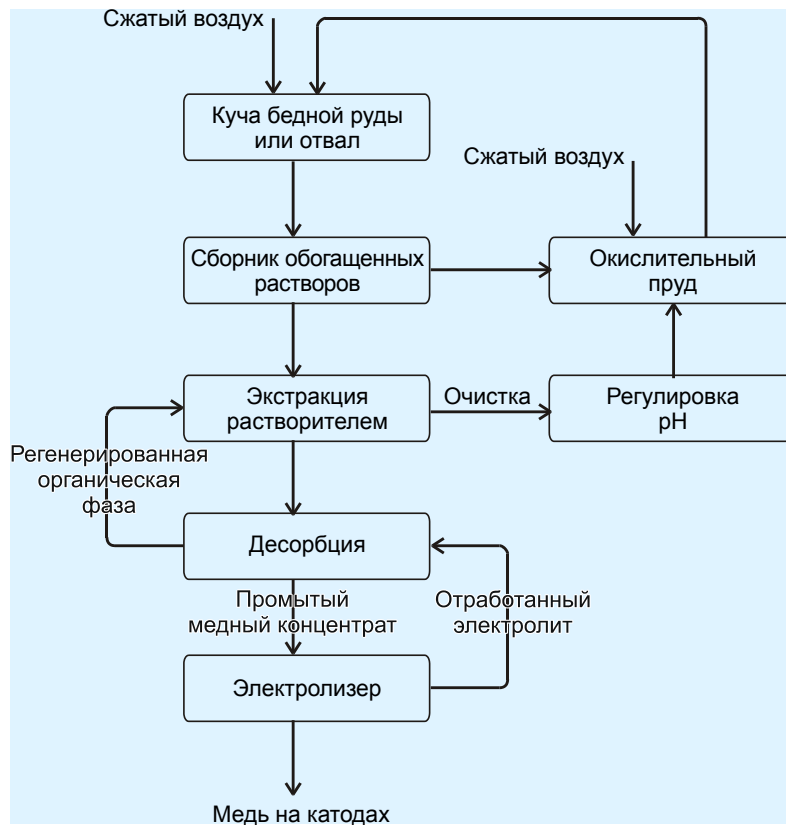 Сжатый воздух
Куча бедной руды
или отвал
Сжатый воздух
Сборник обогащенных
растворов
Окислительный
пруд
Экстракция
растворителем
Очистка
Регулировка
pH
Регенерированная
органическая
фаза
Десорбция
Промытый
медный концентрат
Отработанный
электролит
Электролизер
Медь на катодах